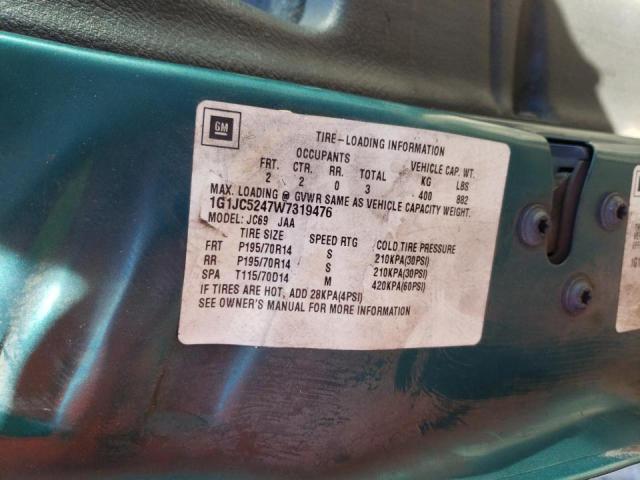 GM
TIRE-LOADING INFORMATION
OCCUPANTS VEHICLE CAP. WT.
FRT. CTR. RR. TOTAL KG LBS
2 2 0 3 400 882
MAX. LOADING @ GVWR SAME AS VEHICLE CAPACITY WEIGHT.
1G1JC5247W7319476
MODEL: JC69 JAA
TIRE SIZE SPEED RTG COLD TIRE PRESSURE
FRT P195/70R14 S 210KPA(30PSI)
RR P195/70R14 S 210KPA(30PSI)
SPA T115/70D14 M 420KPA(60PSI)
IF TIRES ARE HOT, ADD 28KPA(4PSI)
SEE OWNER'S MANUAL FOR MORE INFORMATION